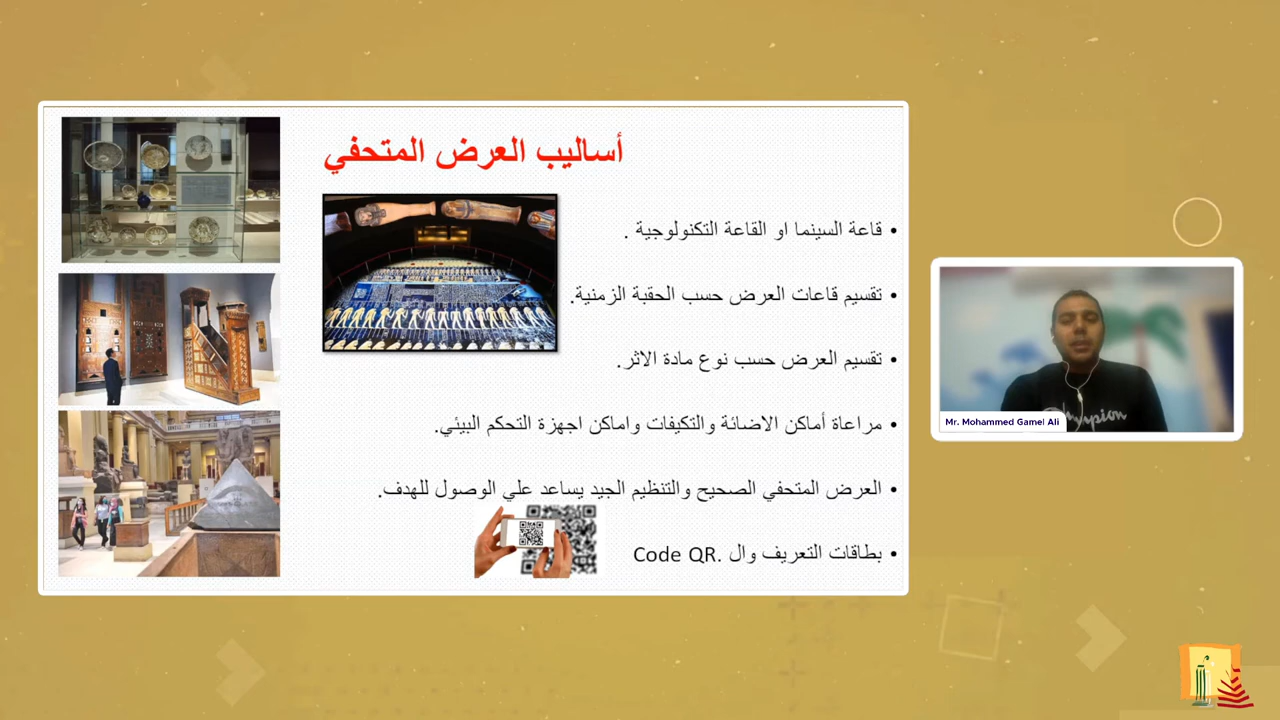 أساليب العرض المتحفي
• قاعة السينما او القاعة التكنولوجية .
• تقسيم قاعات العرض حسب الحقبة الزمنية.
• تقسيم العرض حسب نوع مادة الاثر.
• مراعاة أماكن الاضائة والتكيفات واماكن اجهزة التحكم البيئي.
• العرض المتحفي الصحيح والتنظيم الجيد يساعد علي الوصول للهدف.
• بطاقات التعريف وال .Code QR
Champion
Mr. Mohammed Gamel Ali